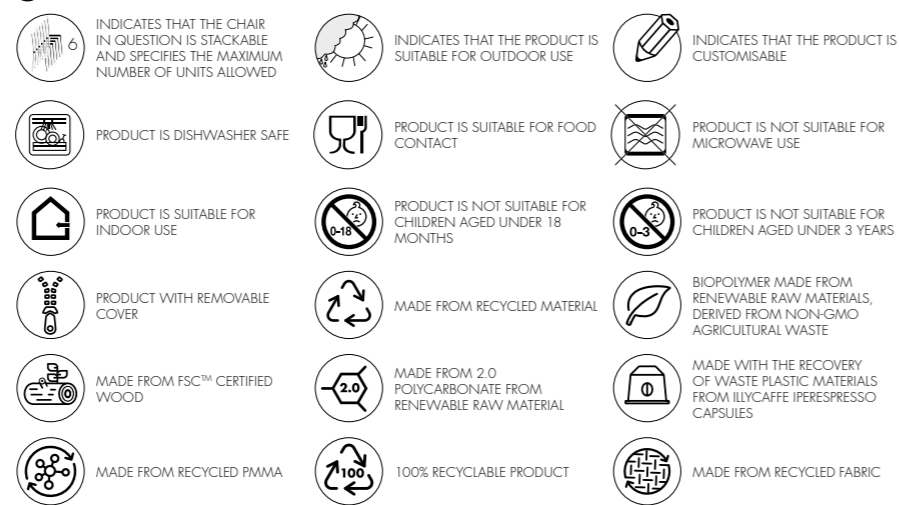 6
INDICATES THAT THE CHAIR
IN QUESTION IS STACKABLE
AND SPECIFIES THE MAXIMUM
NUMBER OF UNITS ALLOWED
INDICATES THAT THE PRODUCT IS
SUITABLE FOR OUTDOOR USE
INDICATES THAT THE PRODUCT IS
CUSTOMISABLE
PRODUCT IS DISHWASHER SAFE
PRODUCT IS SUITABLE FOR FOOD
CONTACT
PRODUCT IS NOT SUITABLE FOR
MICROWAVE USE
PRODUCT IS SUITABLE FOR
INDOOR USE
0-18
PRODUCT IS NOT SUITABLE FOR
CHILDREN AGED UNDER 18
MONTHS
0-3
PRODUCT IS NOT SUITABLE FOR
CHILDREN AGED UNDER 3 YEARS
PRODUCT WITH REMOVABLE
COVER
MADE FROM RECYCLED MATERIAL
BIOPOLYMER MADE FROM
RENEWABLE RAW MATERIALS,
DERIVED FROM NON-GMO
AGRICULTURAL WASTE
MADE FROM FSC™ CERTIFIED
WOOD
2.0
MADE FROM 2.0
POLYCARBONATE FROM
RENEWABLE RAW MATERIAL
MADE WITH THE RECOVERY
OF WASTE PLASTIC MATERIALS
FROM ILLYCAFFE IPERESPRESSO
CAPSULES
MADE FROM RECYCLED PMMA
100
100% RECYCLABLE PRODUCT
MADE FROM RECYCLED FABRIC